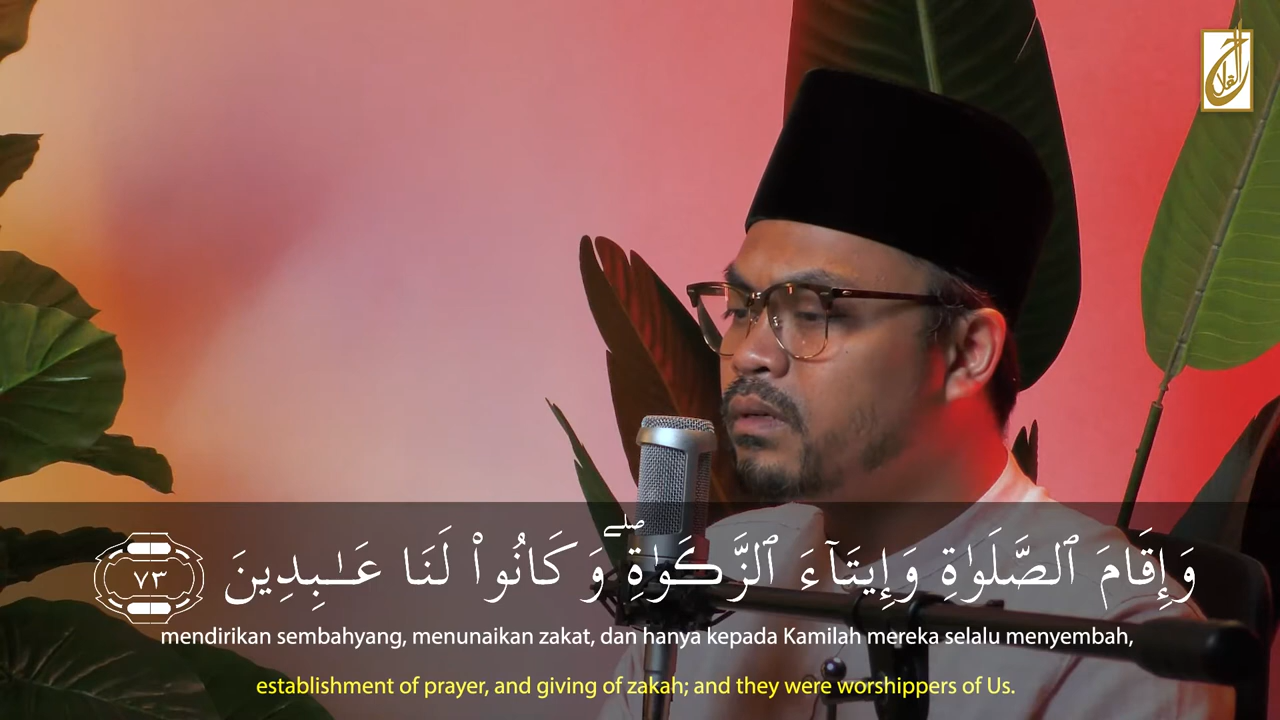 وَإِقَامَ ٱلصَّلَوٰةِ وَإِيتَآءَ ٱلزَّكَوٰةِ ۖ وَكَانُوا۟ لَنَا عَـٰبِدِينَ ٧٣
mendirikan sembahyang, menunaikan zakat, dan hanya kepada Kamilah mereka selalu menyembah,
establishment of prayer, and giving of zakah; and they were worshippers of Us.